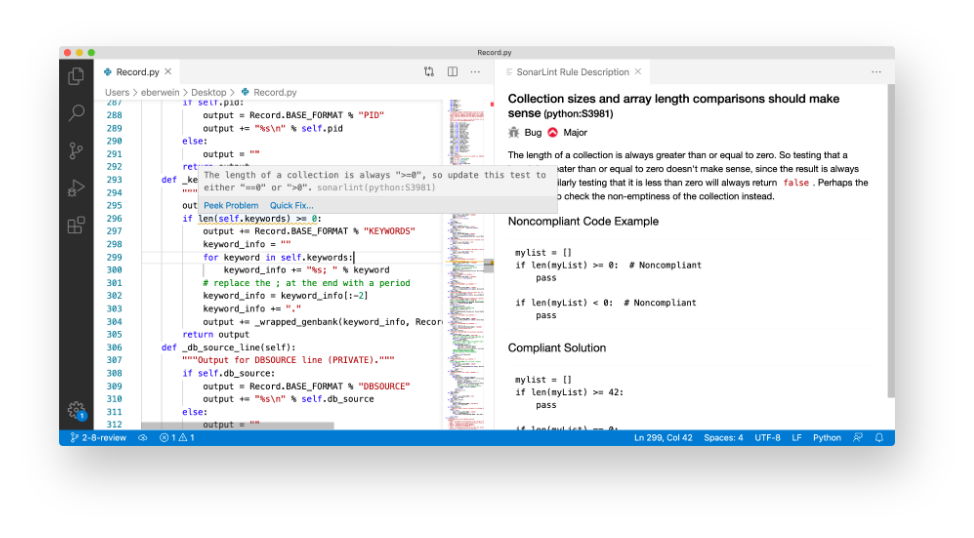 Record.py
Record.py ×
SonarLint Rule Description ×
Users > eberwein > Desktop > Record.py
287 if self.pid:
288 output = Record.BASE_FORMAT % "PID"
289 output += "%s\n" % self.pid
290 else:
291 output = ""
292 return output
293 def _ke
294 """
295 out
296 if len(self.keywords) >= 0:
297 output += Record.BASE_FORMAT % "KEYWORDS"
298 keyword_info = ""
299 for keyword in self.keywords:
300 keyword_info += "%s; " % keyword
301 # replace the ; at the end with a period
302 keyword_info = keyword_info[:-2]
303 keyword_info += "."
304 output += _wrapped_genbank(keyword_info, Recor
305 return output
306 def _db_source_line(self):
307 """Output for DBSOURCE line (PRIVATE)."""
308 if self.db_source:
309 output = Record.BASE_FORMAT % "DBSOURCE"
310 output += "%s\n" % self.db_source
311 else:
312 output = ""
The length of a collection is always ">=0", so update this test to
either "==0" or ">0". sonarlint(python:S3981)
Peek Problem Quick Fix...
Collection sizes and array length comparisons should make
sense (python:S3981)
Bug Major
The length of a collection is always greater than or equal to zero. So testing that a
ater than or equal to zero doesn't make sense, since the result is always
ilarly testing that it is less than zero will always return false . Perhaps the
o check the non-emptiness of the collection instead.
Noncompliant Code Example
mylist = []
if len(myList) >= 0: # Noncompliant
pass
if len(myList) < 0: # Noncompliant
pass
Compliant Solution
mylist = []
if len(myList) >= 42:
pass
if len(myList) == 0:
1
2-8-review 1 1
Ln 299, Col 42 Spaces: 4 UTF-8 LF Python